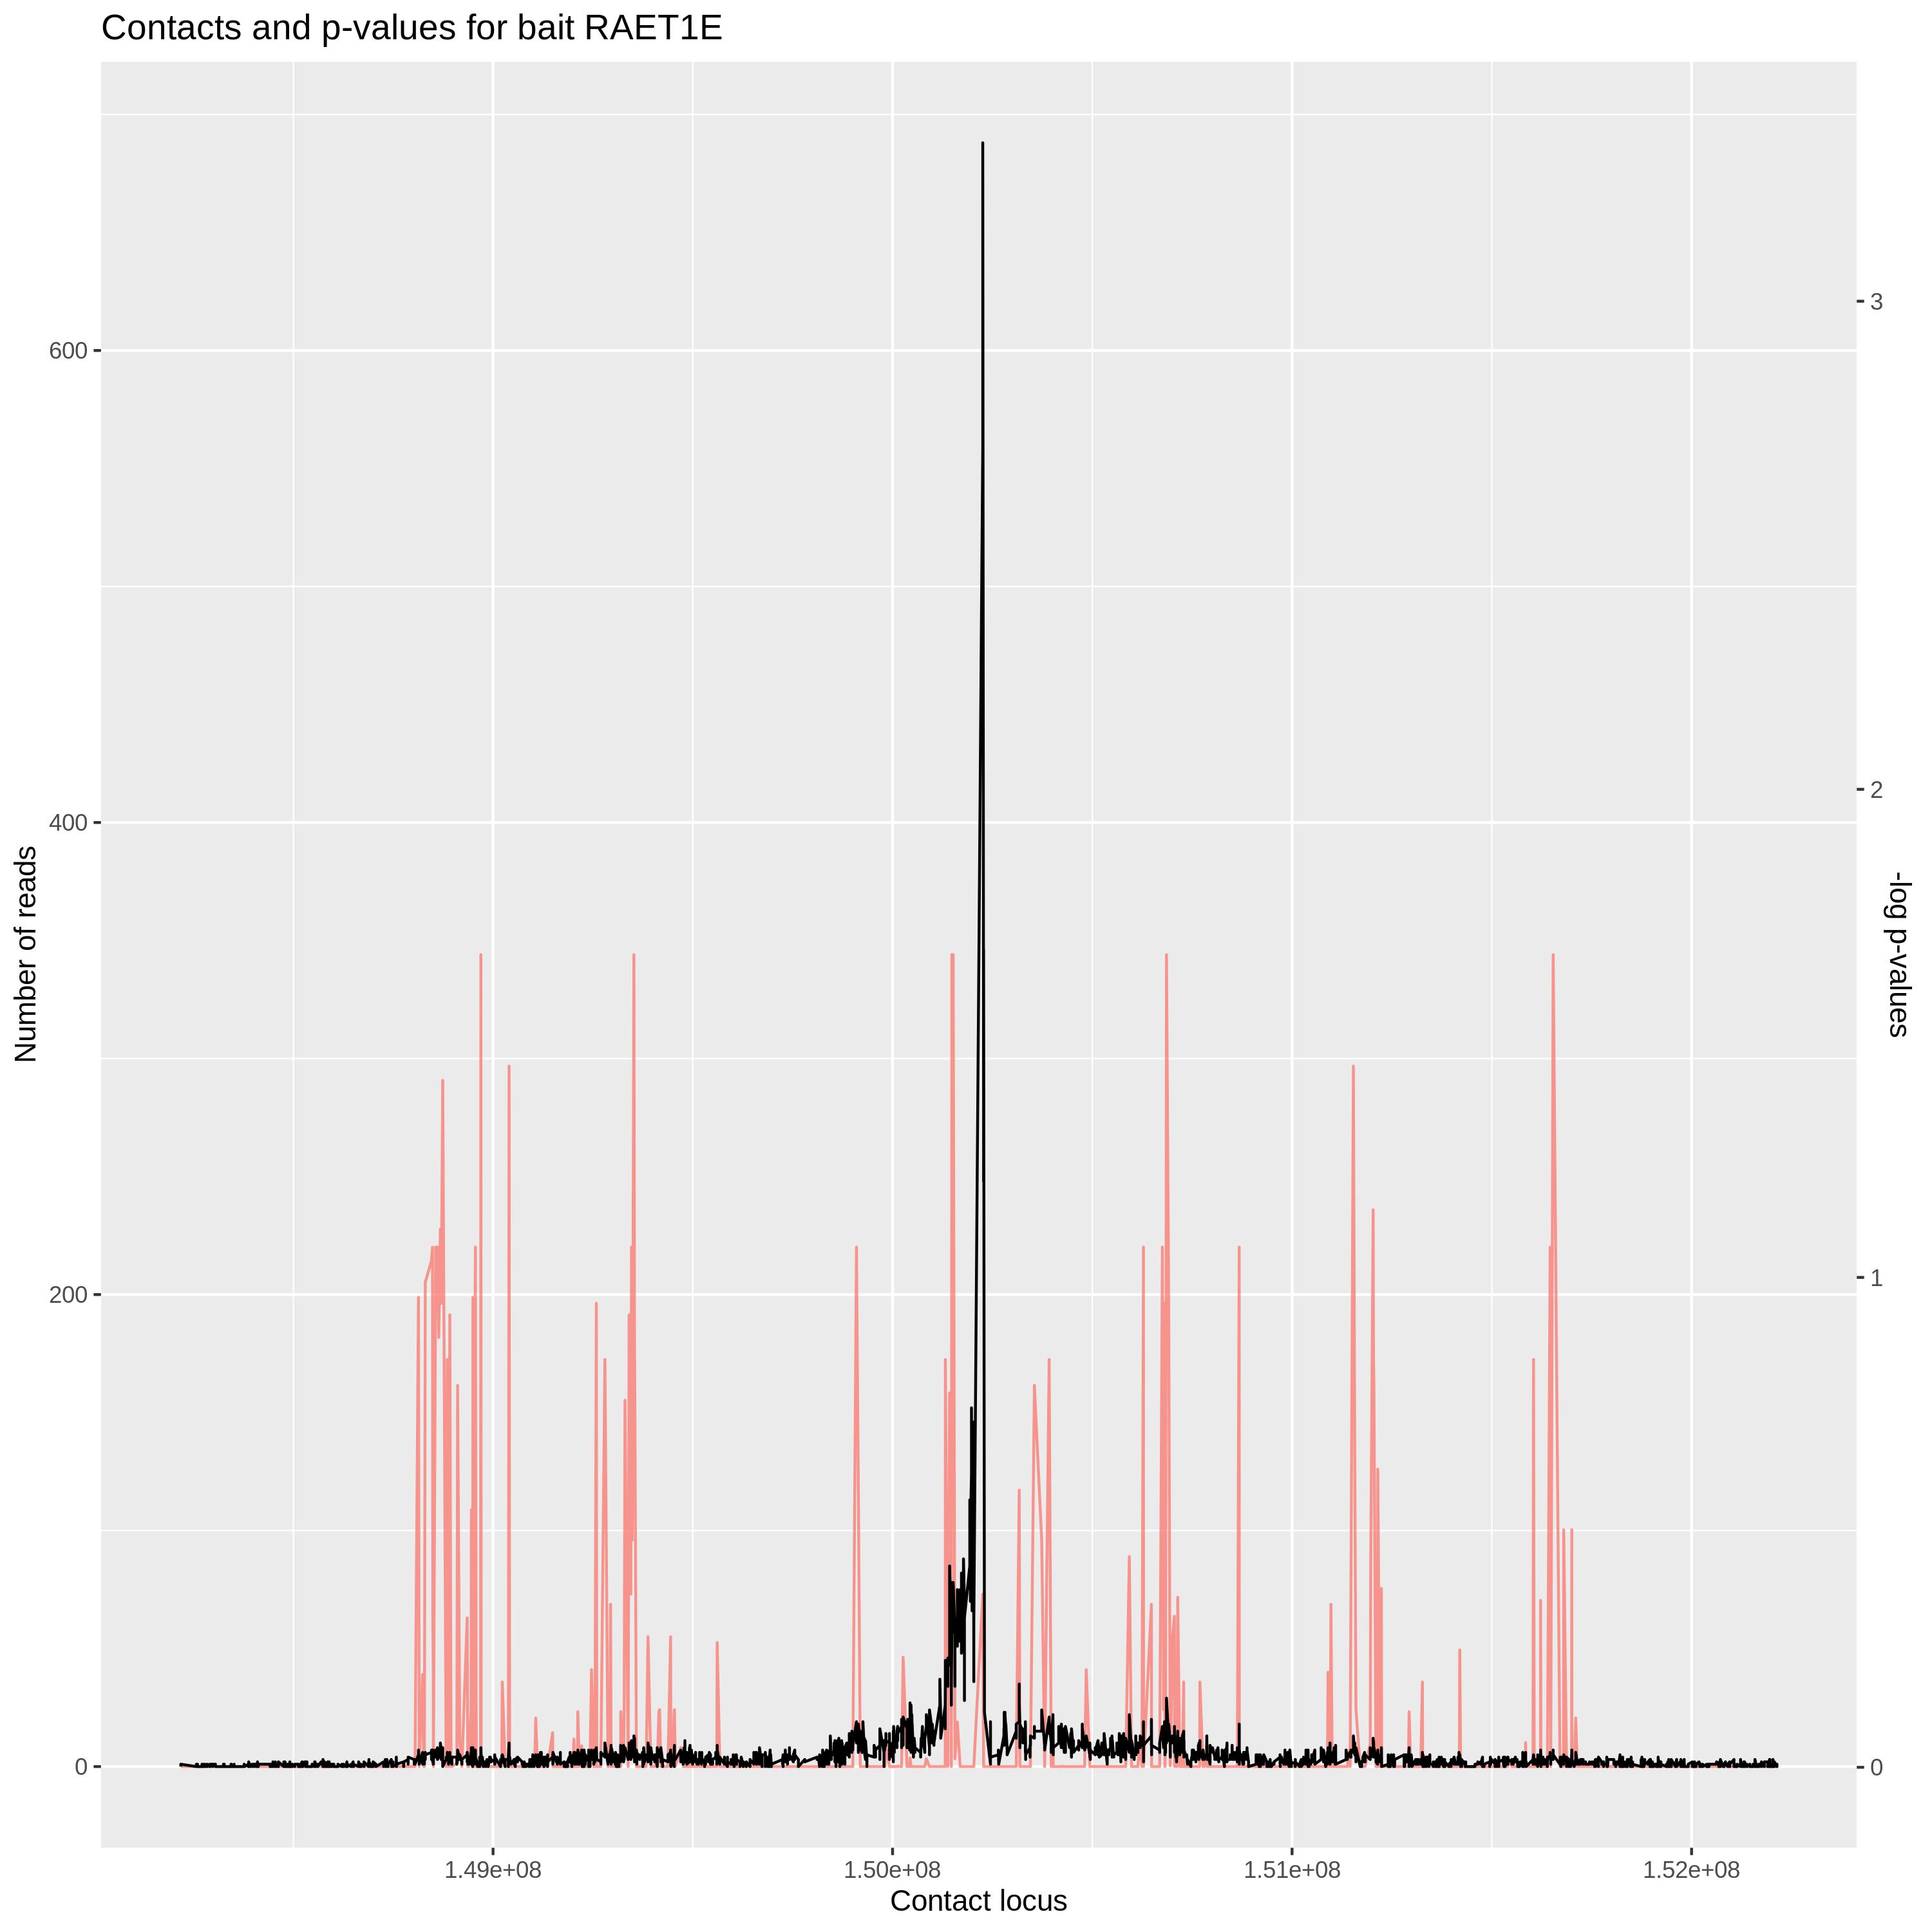 Contacts and p-values for bait RAET1E
600
400
200
0
Number of reads
3
2
1
0
-log p-values
1.49e+08
1.50e+08
1.51e+08
1.52e+08
Contact locus